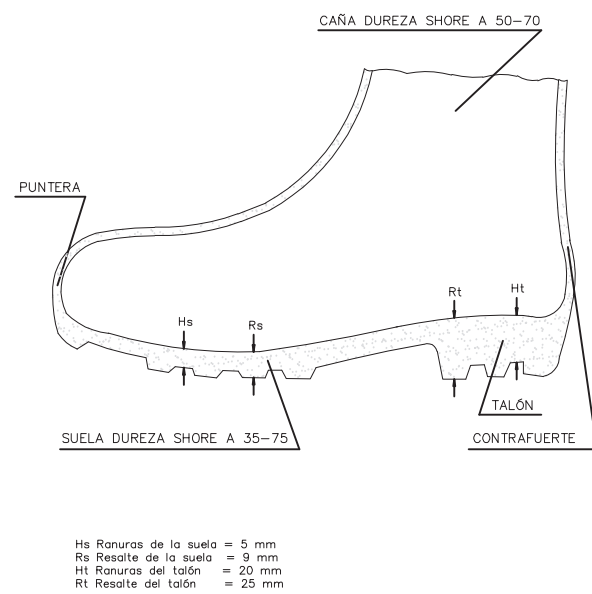 CAÑA DUREZA SHORE A 50-70
PUNTERA
Rt
Ht
Hs
Rs
TALÓN
SUELA DUREZA SHORE A 35-75
CONTRAFUERTE
Hs Ranuras de la suela = 5 mm
Rs Resalte de la suela = 9 mm
Ht Ranuras del talón = 20 mm
Rt Resalte del talón = 25 mm